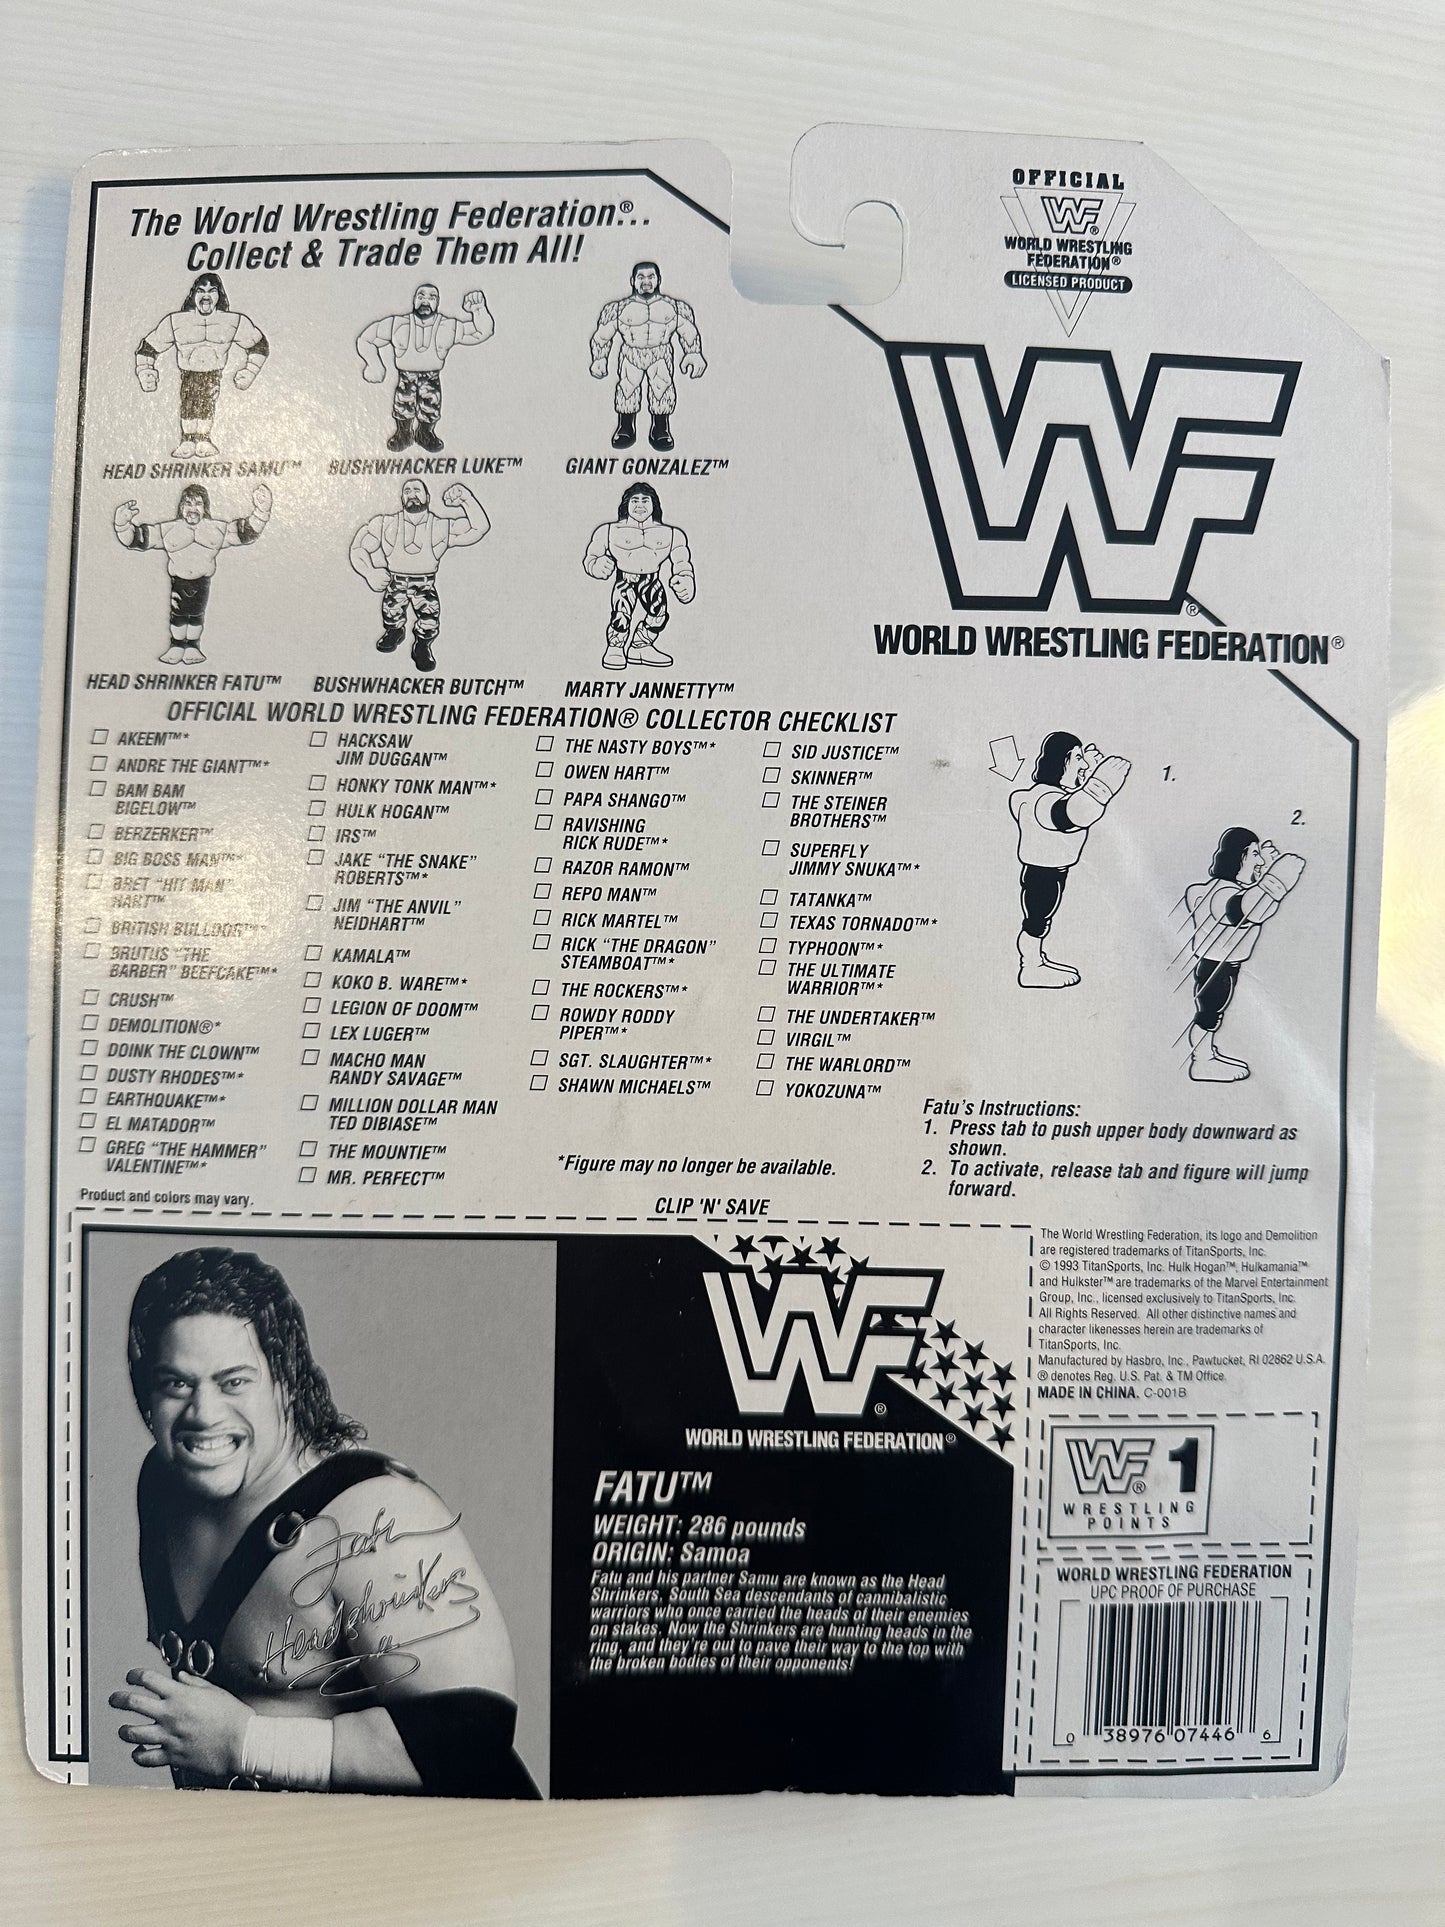 The World Wrestling Federation®...
Collect & Trade Them All!
HEAD SHRINKER SAMU™
BUSHWHACKER LUKE™
GIANT GONZALEZ™
HEAD SHRINKER FATU™
BUSHWHACKER BUTCH™
MARTY JANNETTY™
OFFICIAL
WF®
WORLD WRESTLING
FEDERATION®
LICENSED PRODUCT
WF®
WORLD WRESTLING FEDERATION®
OFFICIAL WORLD WRESTLING FEDERATION® COLLECTOR CHECKLIST
AKEEM™*
ANDRE THE GIANT™*
BAM BAM
BIGELOW™
BERZERKER™
BIG BOSS MAN™*
BRET "HIT MAN"
HART™
BRITISH BULLDOG™*
BRUTUS "THE
BARBER" BEEFCAKE™*
CRUSH™
DEMOLITION®*
DOINK THE CLOWN™
DUSTY RHODES™*
EARTHQUAKE™*
EL MATADOR™
GREG "THE HAMMER"
VALENTINE™*
HACKSAW
JIM DUGGAN™
HONKY TONK MAN™*
HULK HOGAN™
IRS™
JAKE "THE SNAKE"
ROBERTS™*
JIM "THE ANVIL"
NEIDHART™
KAMALA™
KOKO B. WARE™*
LEGION OF DOOM™
LEX LUGER™
MACHO MAN
RANDY SAVAGE™
MILLION DOLLAR MAN
TED DIBIASE™
THE MOUNTIE™
MR. PERFECT™
THE NASTY BOYS™*
OWEN HART™
PAPA SHANGO™
RAVISHING
RICK RUDE™*
RAZOR RAMON™
REPO MAN™
RICK MARTEL™
RICK "THE DRAGON"
STEAMBOAT™*
THE ROCKERS™*
ROWDY RODDY
PIPER™*
SGT. SLAUGHTER™*
SHAWN MICHAELS™
SID JUSTICE™
SKINNER™
THE STEINER
BROTHERS™
SUPERFLY
JIMMY SNUKA™*
TATANKA™
TEXAS TORNADO™*
TYPHOON™*
THE ULTIMATE
WARRIOR™*
THE UNDERTAKER™
VIRGIL™
THE WARLORD™
YOKOZUNA™
*Figure may no longer be available.
Product and colors may vary.
1.
2.
Fatu's Instructions:
1. Press tab to push upper body downward as
shown.
2. To activate, release tab and figure will jump
forward.
CLIP 'N' SAVE
Fatu
Headshrinkers
WF®
WORLD WRESTLING FEDERATION®
FATU™
WEIGHT: 286 pounds
ORIGIN: Samoa
Fatu and his partner Samu are known as the Head
Shrinkers, South Sea descendants of cannibalistic
warriors who once carried the heads of their enemies
on stakes. Now the Shrinkers are hunting heads in the
ring, and they're out to pave their way to the top with
the broken bodies of their opponents!
The World Wrestling Federation, its logo and Demolition
are registered trademarks of TitanSports, Inc.
© 1993 TitanSports, Inc. Hulk Hogan™, Hulkamania™
and Hulkster™ are trademarks of the Marvel Entertainment
Group, Inc., licensed exclusively to TitanSports, Inc.
All Rights Reserved. All other distinctive names and
character likenesses herein are trademarks of
TitanSports, Inc.
Manufactured by Hasbro, Inc., Pawtucket, RI 02862 U.S.A.
® denotes Reg. U.S. Pat. & TM Office.
MADE IN CHINA. C-001B
WF® 1
WRESTLING
POINTS
WORLD WRESTLING FEDERATION
UPC PROOF OF PURCHASE
0 38976 07446 6